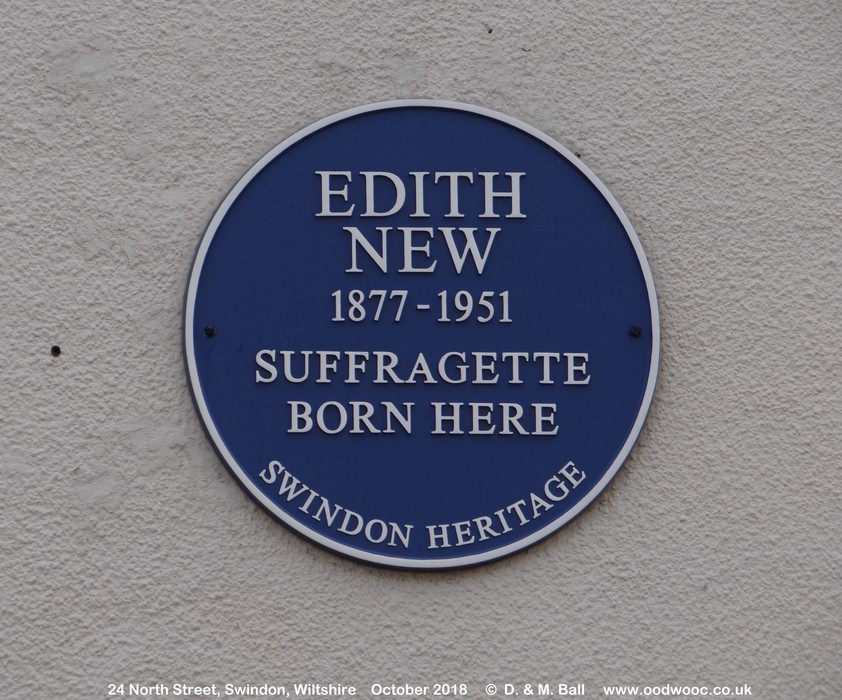 EDITH
NEW
1877-1951
SUFFRAGETTE
BORN HERE
SWINDON HERITAGE
24 North Street, Swindon, Wiltshire October 2018 © D. & M. Ball www.oodwooc.co.uk